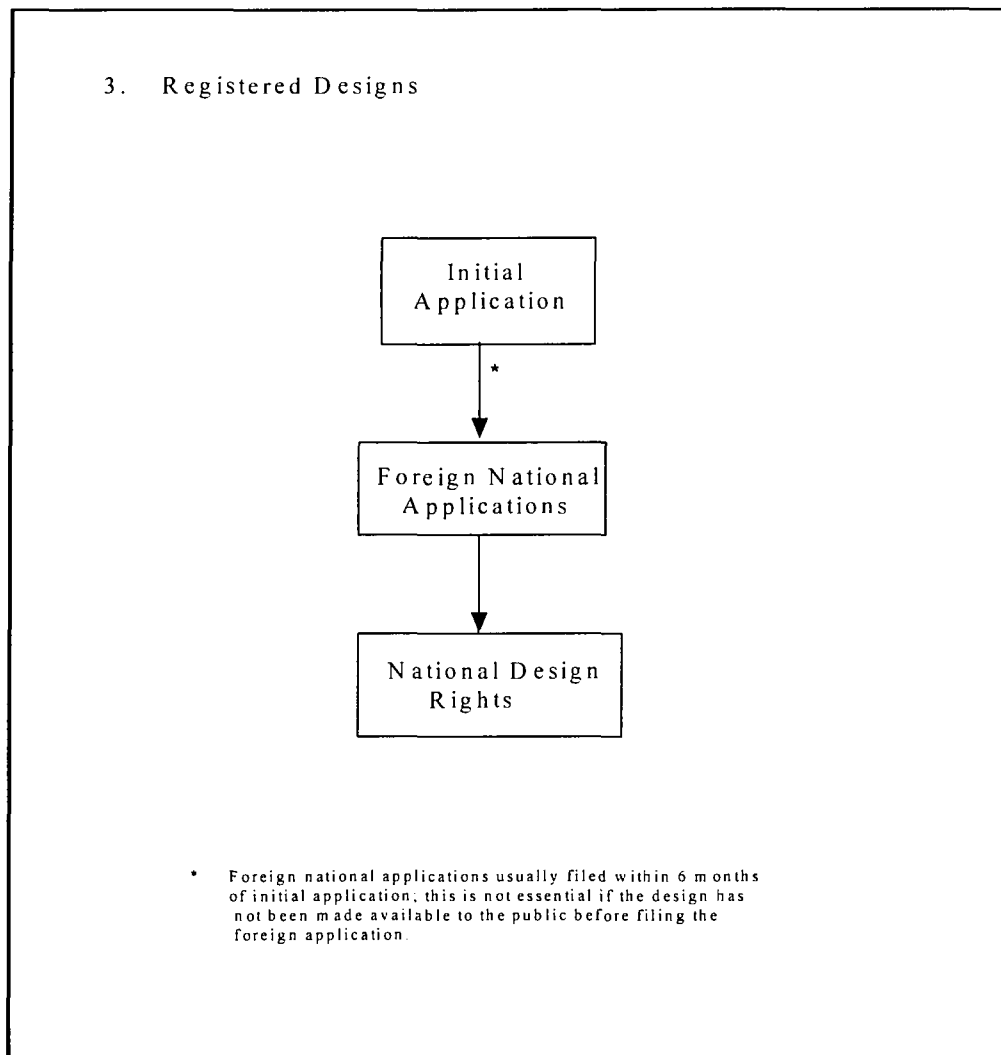 3. Registered Designs
Initial
Application
*
Foreign National
Applications
National Design
Rights
* Foreign national applications usually filed within 6 months
of initial application; this is not essential if the design has
not been made available to the public before filing the
foreign application.